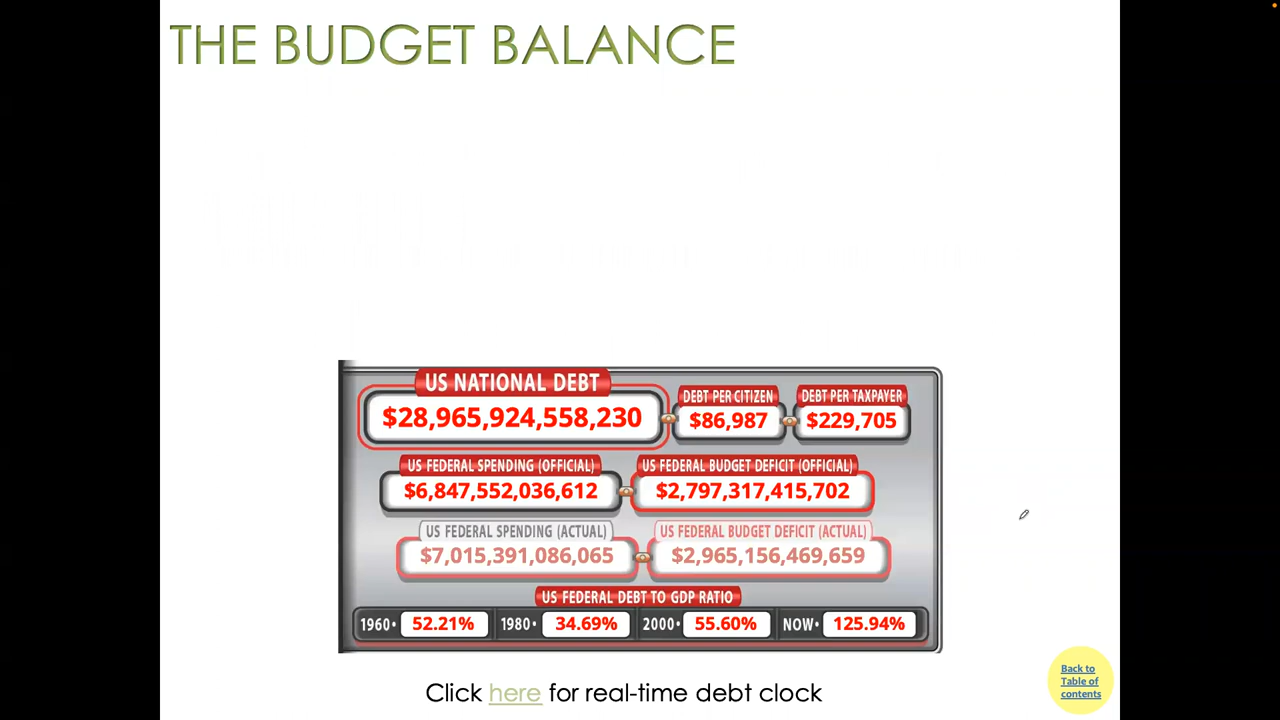 THE BUDGET BALANCE
US NATIONAL DEBT
$28,965,924,558,230
DEBT PER CITIZEN
$86,987
DEBT PER TAXPAYER
$229,705
US FEDERAL SPENDING (OFFICIAL)
$6,847,552,036,612
US FEDERAL BUDGET DEFICIT (OFFICIAL)
$2,797,317,415,702
US FEDERAL SPENDING (ACTUAL)
$7,015,391,086,065
US FEDERAL BUDGET DEFICIT (ACTUAL)
$2,965,156,469,659
US FEDERAL DEBT TO GDP RATIO
1960• 52.21% 1980• 34.69% 2000• 55.60% NOW• 125.94%
Click here for real-time debt clock
Back to
Table of
contents